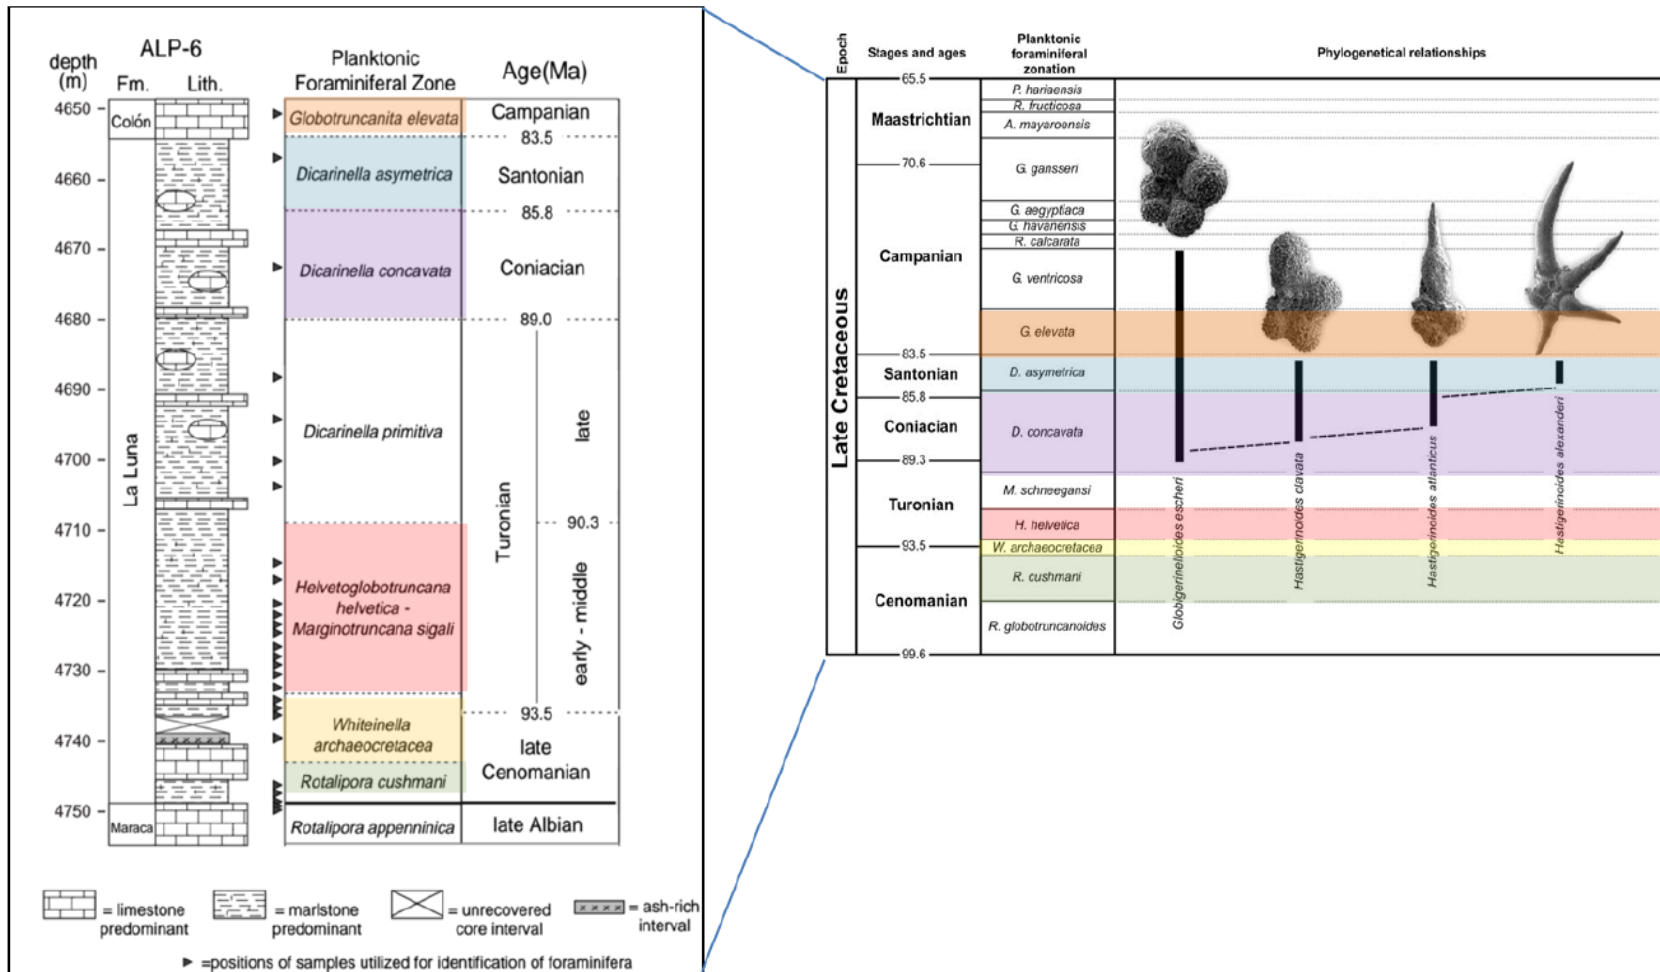 ALP-6
depth
(m)
Fm.
Lith.
Planktonic
Foraminiferal Zone
Age(Ma)
4650
4660
4670
4680
4690
4700
4710
4720
4730
4740
4750
Colón
La Luna
Maraca
Globotruncanita elevata
Dicarinella asymetrica
Dicarinella concavata
Dicarinella primitiva
Helvetoglobotruncana
helvetica -
Marginotruncana sigali
Whiteinella
archaeocretacea
Rotalipora cushmani
Rotalipora appenninica
Campanian
83.5
Santonian
85.8
Coniacian
89.0
Turonian
late
90.3
early - middle
93.5
late
Cenomanian
late Albian
= limestone
predominant
= marlstone
predominant
= unrecovered
core interval
= ash-rich
interval
=positions of samples utilized for identification of foraminifera
Epoch
Stages and ages
Planktonic
foraminiferal
zonation
Phylogenetical relationships
Late Cretaceous
65.5
Maastrichtian
70.6
Campanian
83.5
Santonian
85.8
Coniacian
89.3
Turonian
93.5
Cenomanian
99.6
P. hariaensis
R. fructicosa
A. mayaroensis
G. gansseri
G. aegyptiaca
G. havanensis
R. calcarata
G. ventricosa
G. elevata
D. asymetrica
D. concavata
M. schneegansi
H. helvetica
W. archaeocretacea
R. cushmani
R. globotruncanoides
Globigerinelloides escheri
Hastigerinoides clavata
Hastigerinoides atlanticus
Hastigerinoides alexanderi